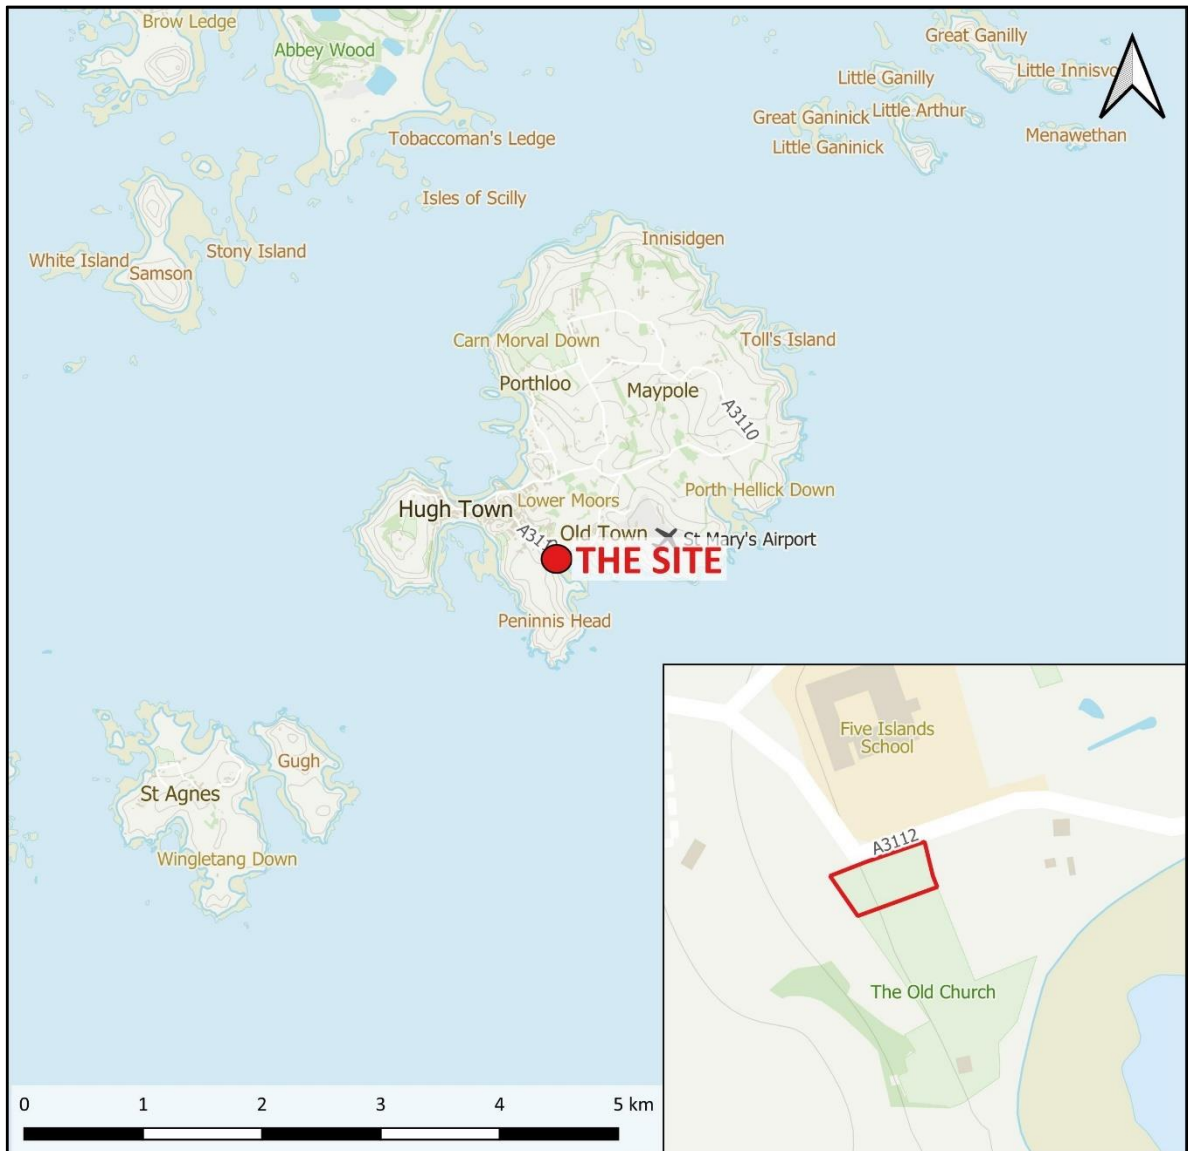 Brow Ledge
Abbey Wood
Great Ganilly
Little Ganilly
Little Innisvo
Great Ganinick
Little Arthur
Tobaccoman's Ledge
Little Ganinick
Menawethan
Isles of Scilly
Innisidgen
Stony Island
White Island
Samson
Carn Morval Down
Toll's Island
Porthloo
Maypole
A3110
Porth Hellick Down
Lower Moors
Hugh Town
Old Town
St Mary's Airport
A311
THE SITE
Peninnis Head
Gugh
St Agnes
Wingletang Down
Five Islands
School
A3112
The Old Church
0 1 2 3 4 5 km